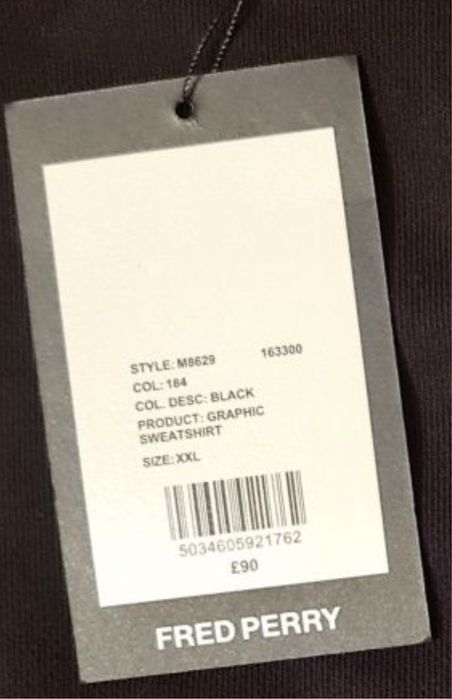 STYLE: M8629 163300
COL: 184
COL. DESC: BLACK
PRODUCT: GRAPHIC
SWEATSHIRT
SIZE: XXL
5034605921762
£90
FRED PERRY